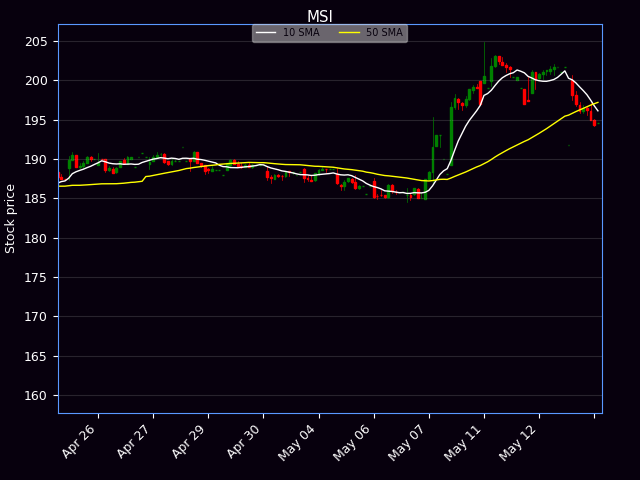 MSI
10 SMA 50 SMA
Stock price
205
200
195
190
185
180
175
170
165
160
Apr 26
Apr 27
Apr 29
Apr 30
May 04
May 06
May 07
May 11
May 12